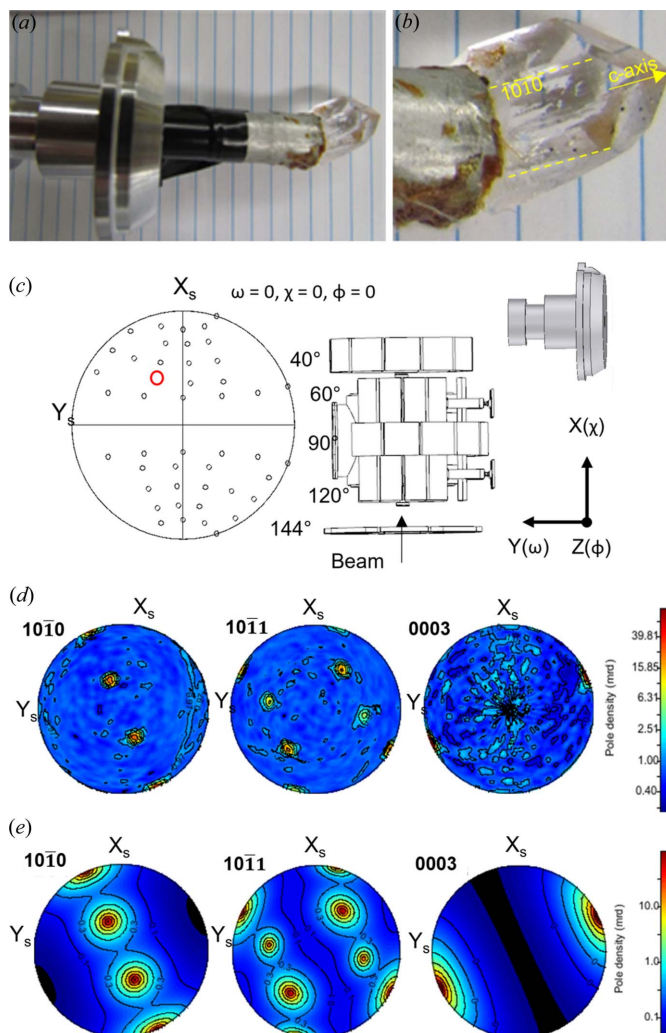 (a)
(b)
101̄0
c-axis
(c)
Xs
ω = 0, χ = 0, ϕ = 0
Ys
40°
60°
90°
120°
144°
Beam
X(χ)
Y(ω)
Z(ϕ)
(d)
Xs
Xs
Xs
101̄0
101̄1
0003
Ys
Ys
Ys
Pole density (mrd)
39.81
15.85
6.31
2.51
1.00
0.40
(e)
Xs
Xs
Xs
101̄0
101̄1
0003
Ys
Ys
Ys
Pole density (mrd)
10.0
1.0
0.1